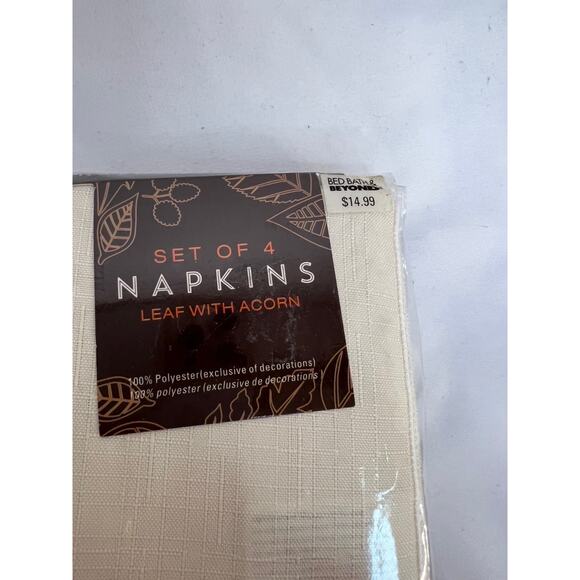 BED BATH &
BEYOND
$14.99
SET OF 4
NAPKINS
LEAF WITH ACORN
100% Polyester(exclusive of decorations)
100% polyester (exclusive de decorations)